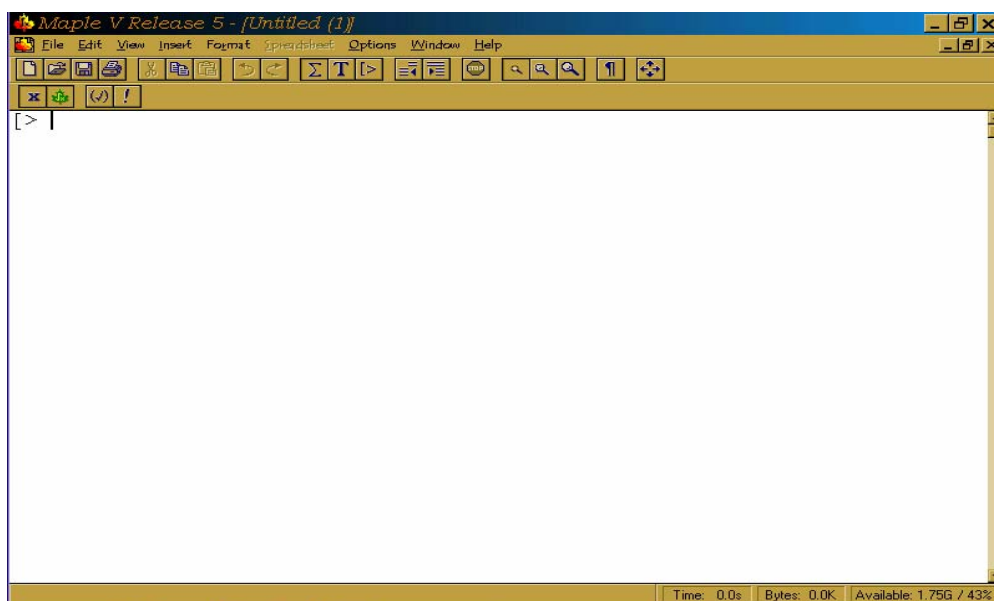 Maple V Release 5 - [Untitled (1)]
File Edit View Insert Format Spreadsheet Options Window Help
Σ T [>
x (√) !
[>
Time: 0.0s Bytes: 0.0K Available: 1.75G / 43%